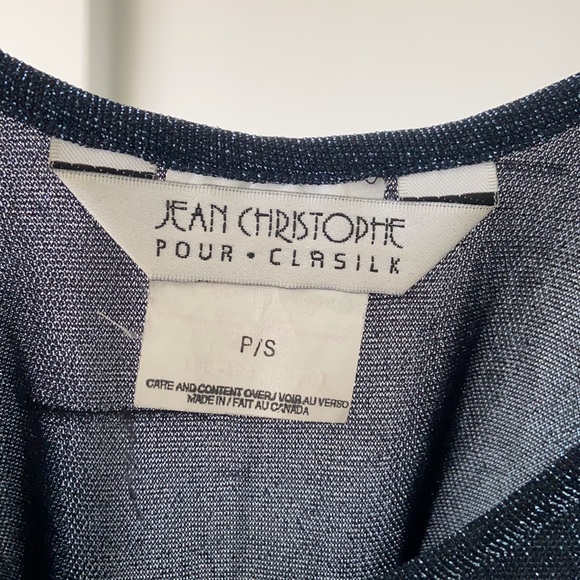 JEAN CHRISTOPHE
POUR • CLASILK
P/S
CARE AND CONTENT OVER / VOIR AU VERSO
MADE IN / FAIT AU CANADA